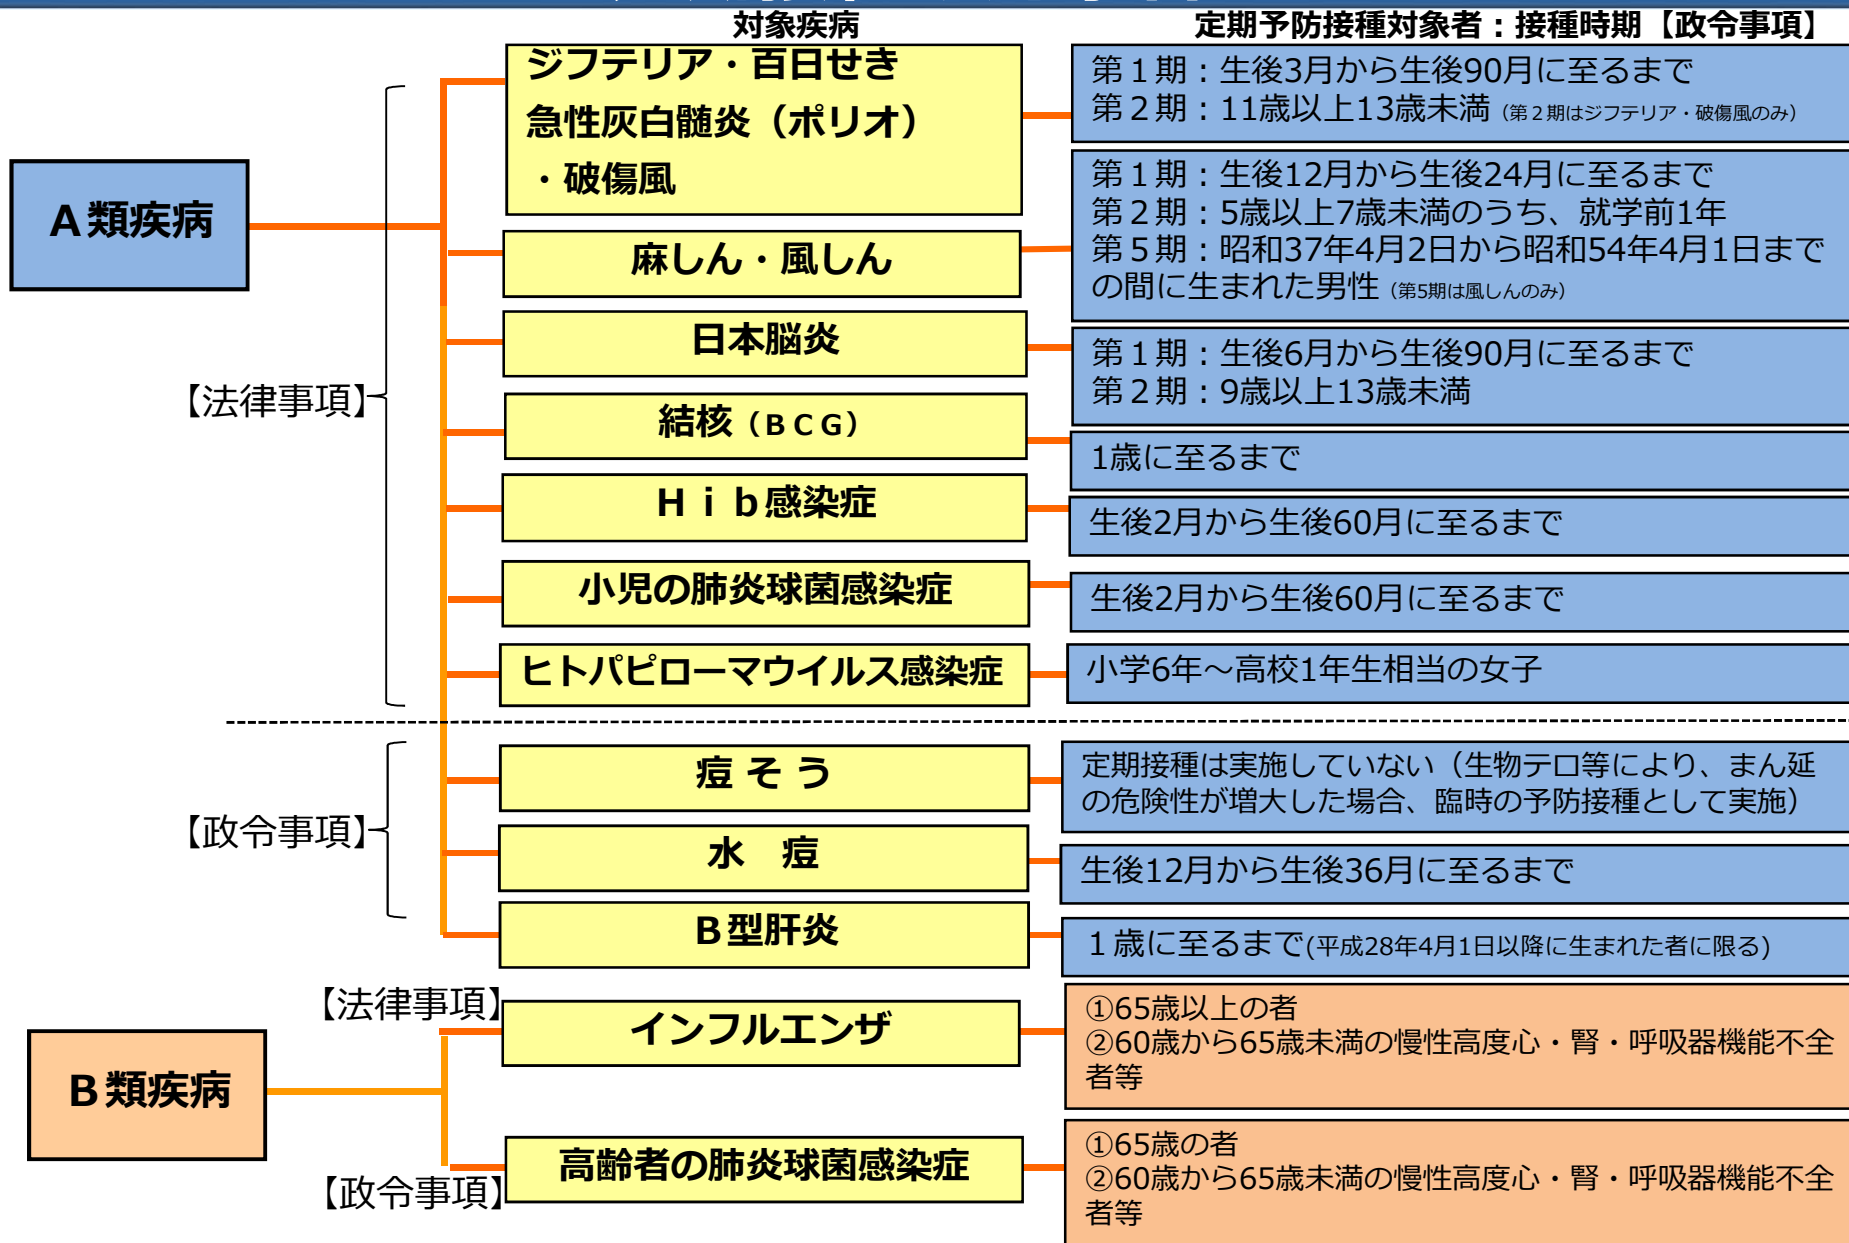 対象疾病
定期予防接種対象者：接種時期【政令事項】
A類疾病
【法律事項】
ジフテリア・百日せき
急性灰白髄炎（ポリオ）
・破傷風
第１期：生後3月から生後90月に至るまで
第２期：11歳以上13歳未満（第２期はジフテリア・破傷風のみ）
麻しん・風しん
第１期：生後12月から生後24月に至るまで
第２期：5歳以上7歳未満のうち、就学前1年
第５期：昭和37年4月2日から昭和54年4月1日まで
の間に生まれた男性（第5期は風しんのみ）
日本脳炎
第１期：生後6月から生後90月に至るまで
第２期：9歳以上13歳未満
結核（ＢＣＧ）
1歳に至るまで
Ｈｉｂ感染症
生後2月から生後60月に至るまで
小児の肺炎球菌感染症
生後2月から生後60月に至るまで
ヒトパピローマウイルス感染症
小学6年～高校1年生相当の女子
【政令事項】
痘そう
定期接種は実施していない（生物テロ等により、まん延
の危険性が増大した場合、臨時の予防接種として実施）
水　痘
生後12月から生後36月に至るまで
B型肝炎
１歳に至るまで(平成28年4月1日以降に生まれた者に限る)
B類疾病
【法律事項】
インフルエンザ
①65歳以上の者
②60歳から65歳未満の慢性高度心・腎・呼吸器機能不全
者等
【政令事項】
高齢者の肺炎球菌感染症
①65歳の者
②60歳から65歳未満の慢性高度心・腎・呼吸器機能不全
者等